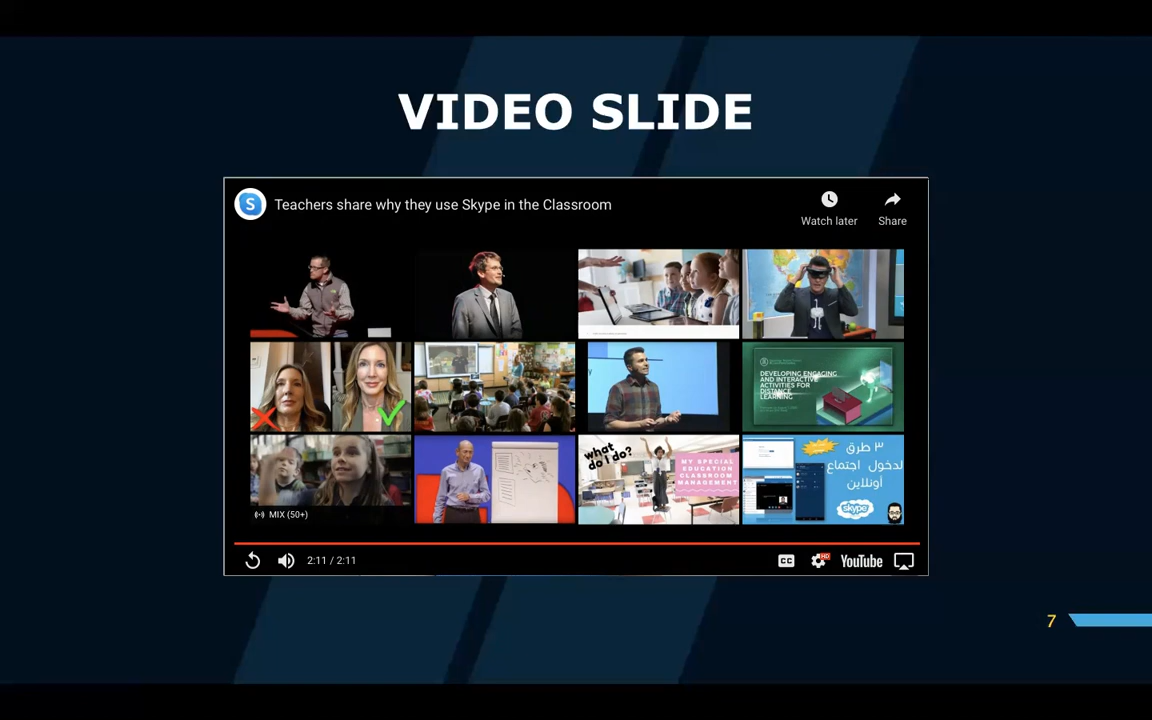 VIDEO SLIDE
S
Teachers share why they use Skype in the Classroom
Watch later
Share
DEVELOPING ENGAGING
AND INTERACTIVE
ACTIVITIES FOR
DISTANCE
LEARNING
what
do I do?
MY SPECIAL
EDUCATION
CLASSROOM
MANAGEMENT
٣ طرق
لدخول اجتماع
أونلاين
skype
MIX (50+)
2:11 / 2:11
CC
HD
YouTube
7